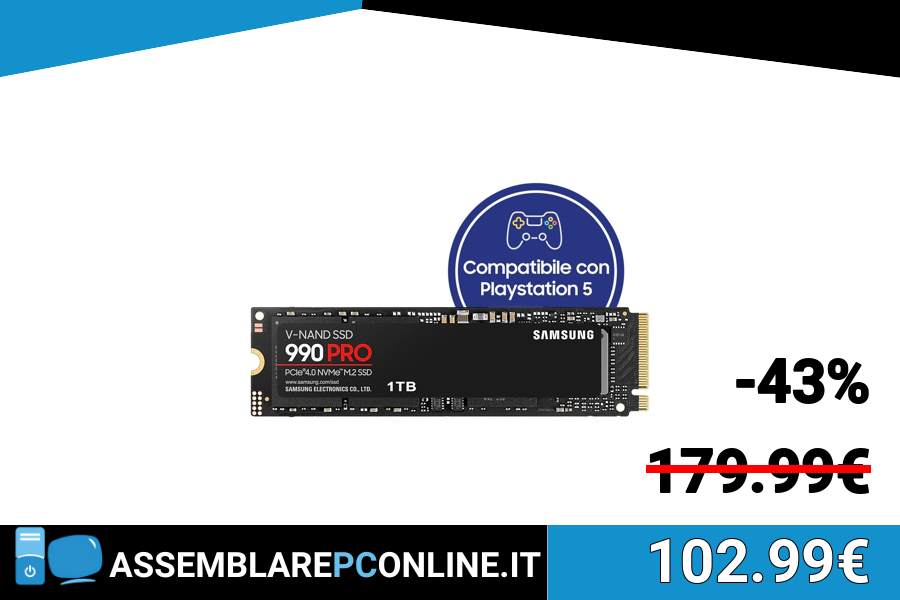 Compatibile con
Playstation 5
V-NAND SSD
990 PRO
PCIe®4.0 NVMe™ M.2 SSD
www.samsung.com/ssd
SAMSUNG ELECTRONICS CO., LTD.
1TB
SAMSUNG
-43%
179.99€
ASSEMBLAREPCONLINE.IT
102.99€